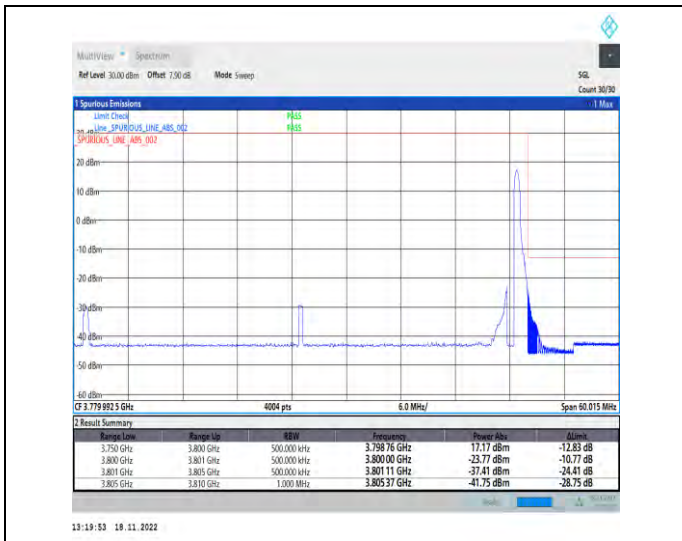 MultiView Spectrum
Ref Level 30.00 dBm Offset 7.90 dB Mode Sweep SGL
Count 30/30
1 Spurious Emissions 1 Max
Limit Check PASS
Line _SPURIOUS_LINE_ABS_002 PASS
_SPURIOUS_LINE_ABS_002
20 dBm
10 dBm
0 dBm
-10 dBm
-20 dBm
-30 dBm
-40 dBm
-50 dBm
-60 dBm
CF 3.779 992 5 GHz 4004 pts 6.0 MHz/ Span 60.015 MHz
2 Result Summary
Range Low Range Up RBW Frequency Power Abs ΔLimit
3.750 GHz 3.800 GHz 500.000 kHz 3.798 76 GHz 17.17 dBm -12.83 dB
3.800 GHz 3.801 GHz 500.000 kHz 3.800 00 GHz -23.77 dBm -10.77 dB
3.801 GHz 3.805 GHz 500.000 kHz 3.801 11 GHz -37.41 dBm -24.41 dB
3.805 GHz 3.810 GHz 1.000 MHz 3.805 37 GHz -41.75 dBm -28.75 dB
13:19:53 18.11.2022